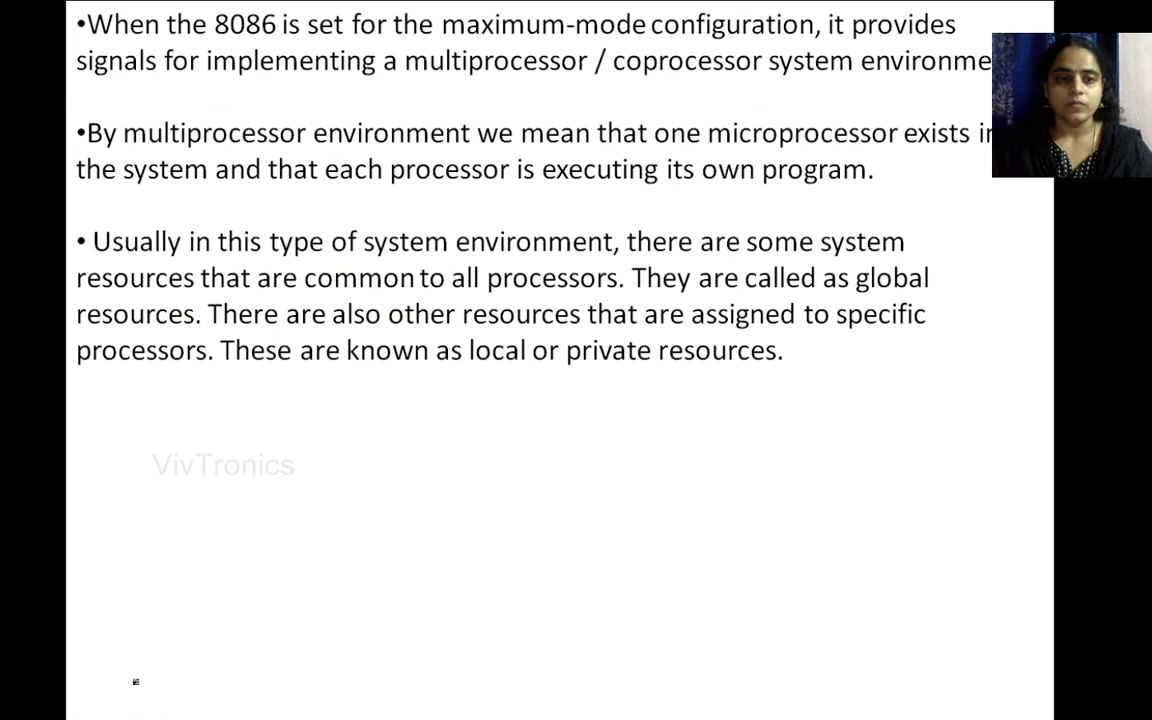 •When the 8086 is set for the maximum-mode configuration, it provides
signals for implementing a multiprocessor / coprocessor system environme
•By multiprocessor environment we mean that one microprocessor exists in
the system and that each processor is executing its own program.
• Usually in this type of system environment, there are some system
resources that are common to all processors. They are called as global
resources. There are also other resources that are assigned to specific
processors. These are known as local or private resources.
VivTronics